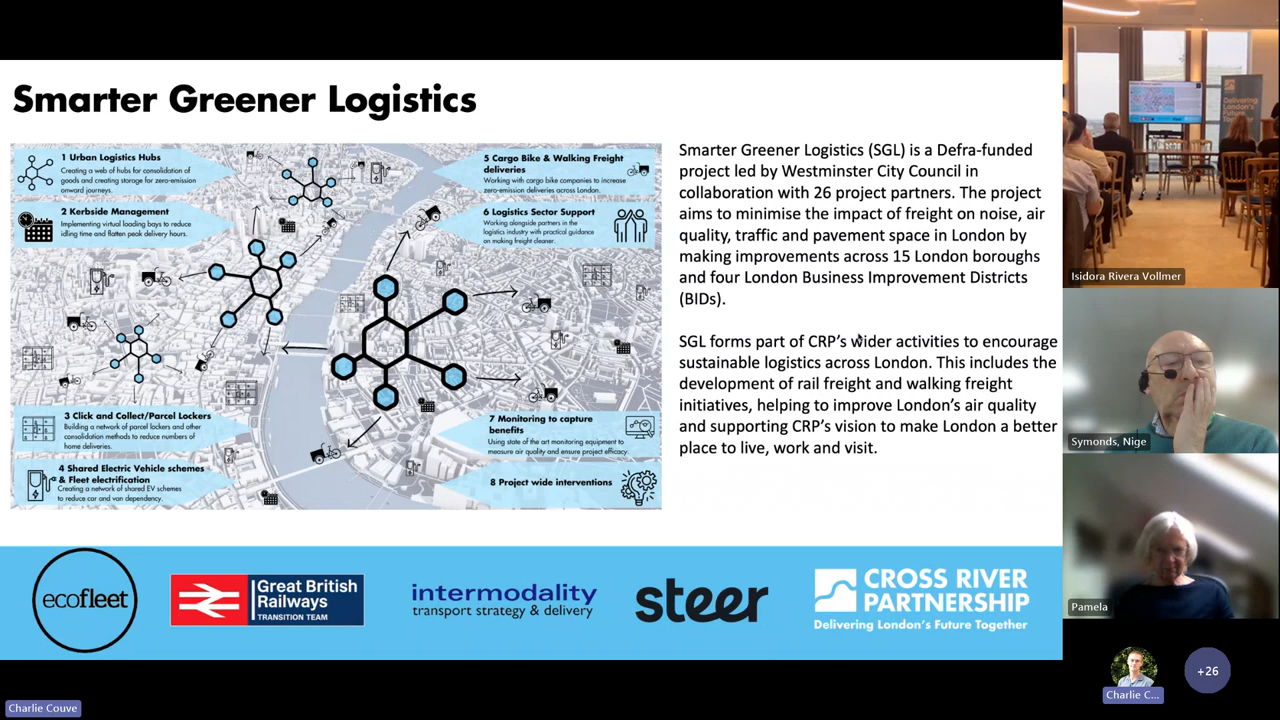 Smarter Greener Logistics
1 Urban Logistics Hubs
Creating a web of hubs for consolidation of
goods and creating storage for zero-emission
onward journeys.
2 Kerbside Management
Implementing virtual loading bays to reduce
idling time and flatten peak delivery hours.
3 Click and Collect/Parcel Lockers
Building a network of parcel lockers and other
consolidation methods to reduce numbers of
home deliveries.
4 Shared Electric Vehicle schemes
& Fleet electrification
Creating a network of shared EV schemes
to reduce car and van dependency.
5 Cargo Bike & Walking Freight
deliveries
Working with cargo bike companies to increase
zero-emission deliveries across London.
6 Logistics Sector Support
Working alongside partners in the
logistics industry with practical guidance
on making freight cleaner.
7 Monitoring to capture
benefits
Using state of the art monitoring equipment to
measure air quality and ensure project efficacy.
8 Project wide interventions
Smarter Greener Logistics (SGL) is a Defra-funded
project led by Westminster City Council in
collaboration with 26 project partners. The project
aims to minimise the impact of freight on noise, air
quality, traffic and pavement space in London by
making improvements across 15 London boroughs
and four London Business Improvement Districts
(BIDs).
SGL forms part of CRP's wider activities to encourage
sustainable logistics across London. This includes the
development of rail freight and walking freight
initiatives, helping to improve London's air quality
and supporting CRP's vision to make London a better
place to live, work and visit.
ecofleet
Great British
Railways
TRANSITION TEAM
intermodality
transport strategy & delivery
steer
CROSS RIVER
PARTNERSHIP
Delivering London's Future Together
Delivering
London's
Future
Isidora Rivera Vollmer
Symonds, Nige
Pamela
Charlie C...
+26
Charlie Couve